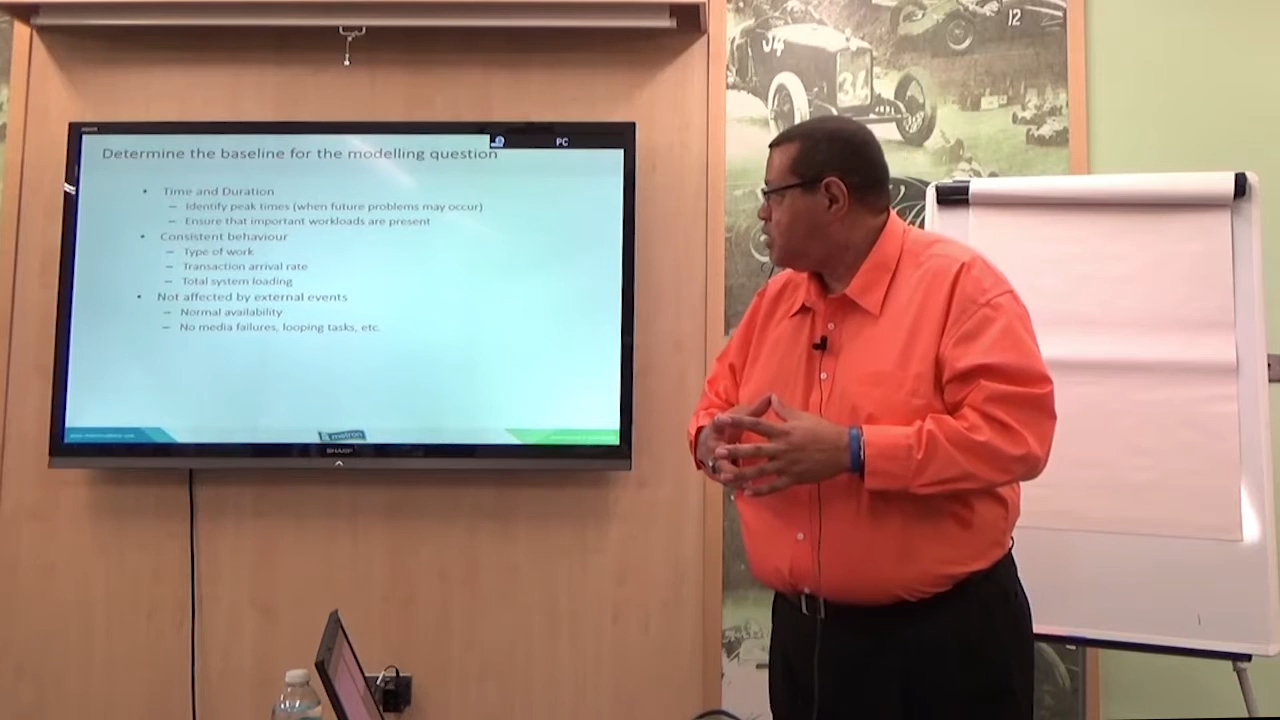 PC
Determine the baseline for the modelling question
• Time and Duration
– Identify peak times (when future problems may occur)
– Ensure that important workloads are present
• Consistent behaviour
– Type of work
– Transaction arrival rate
– Total system loading
• Not affected by external events
– Normal availability
– No media failures, looping tasks, etc.
metron
SHARP
34
34
12